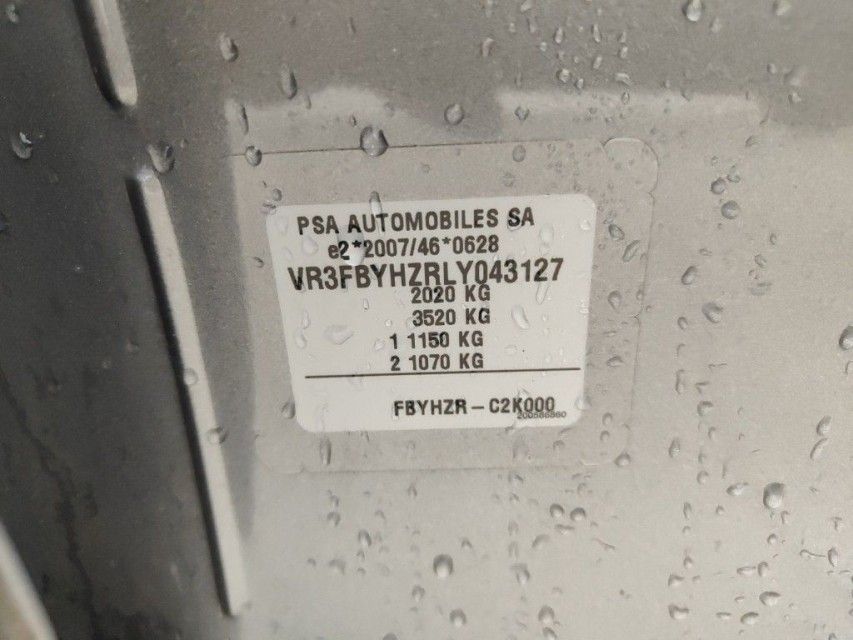 PSA AUTOMOBILES SA
e2*2007/46*0628
VR3FBYHZRLY043127
2020 KG
3520 KG
1 1150 KG
2 1070 KG
FBYHZR - C2K000